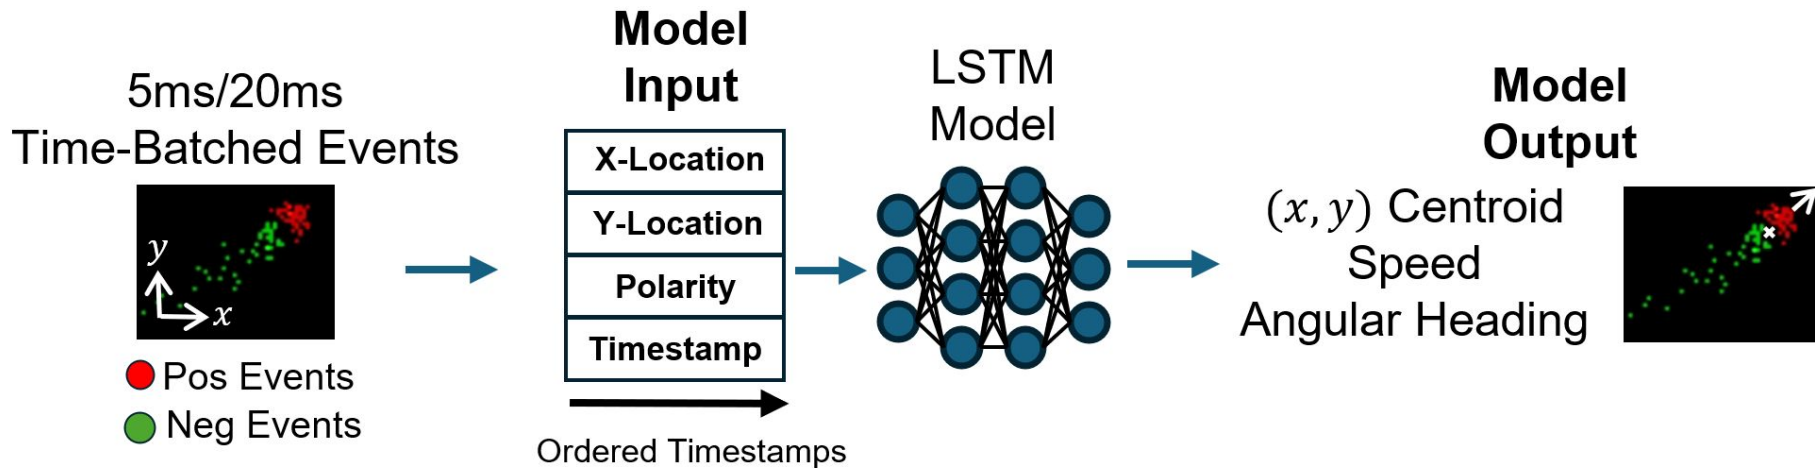 5ms/20ms
Time-Batched Events
y
x
Pos Events
Neg Events
Model
Input
X-Location
Y-Location
Polarity
Timestamp
Ordered Timestamps
LSTM
Model
Model
Output
(x, y) Centroid
Speed
Angular Heading